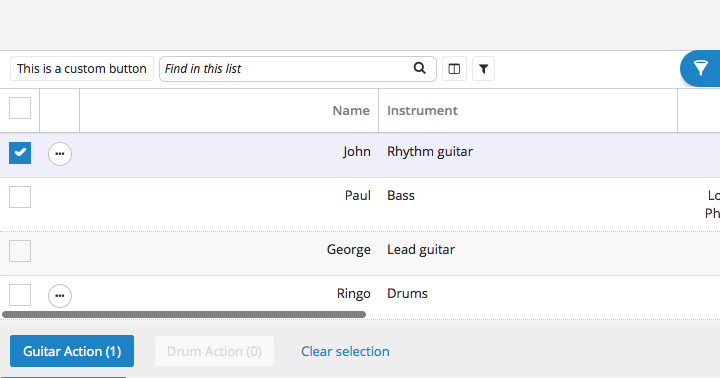 This is a custom button Find in this list
Name Instrument
John Rhythm guitar
Paul Bass Lo
Ph
George Lead guitar
Ringo Drums
Guitar Action (1) Drum Action (0) Clear selection